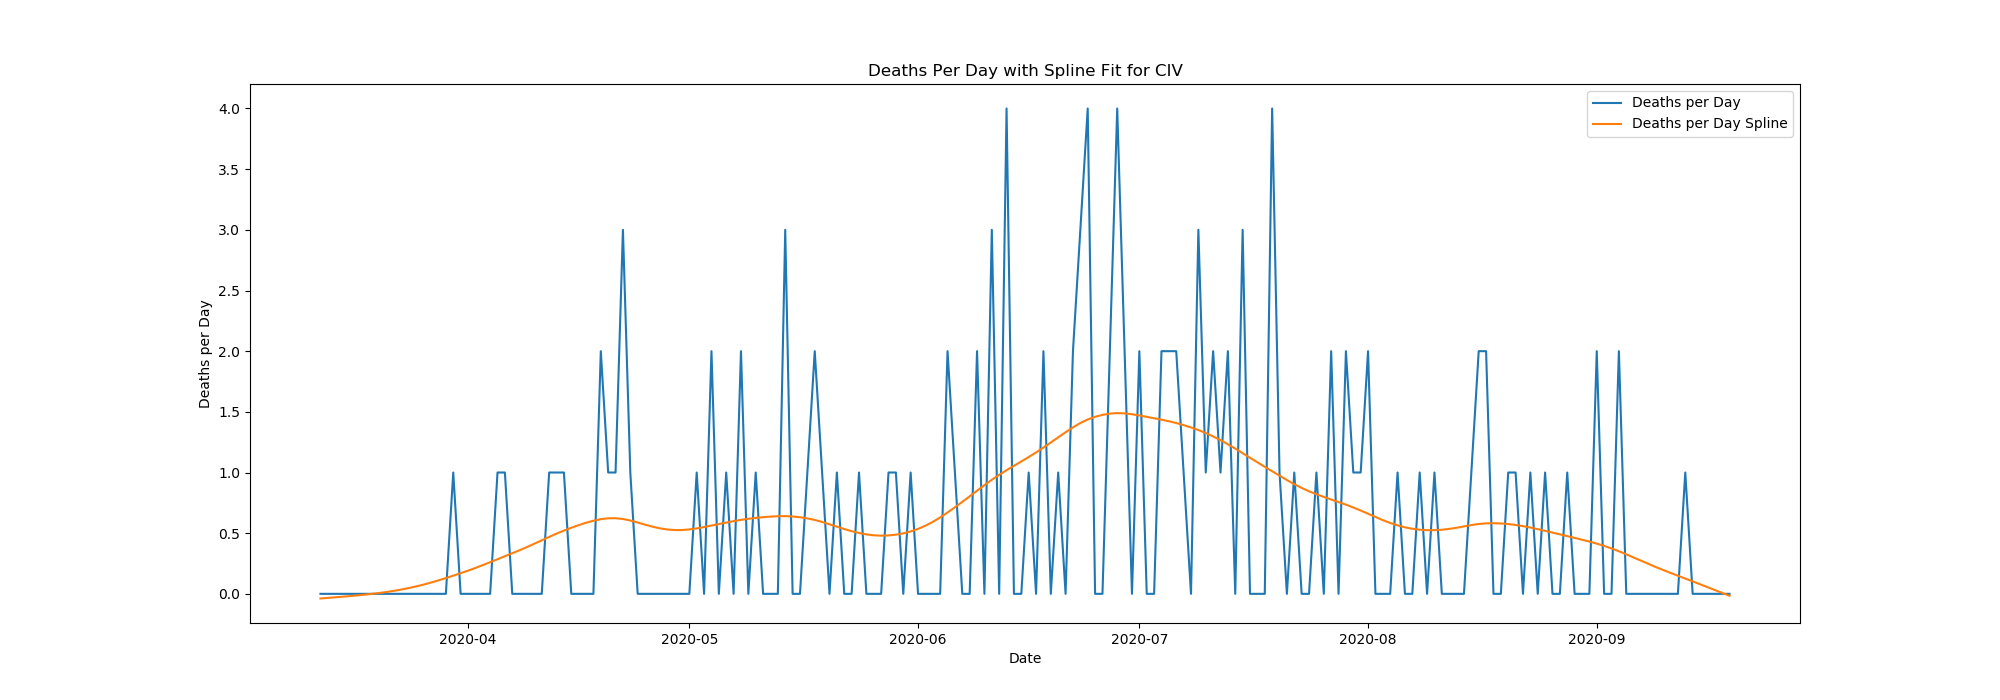 Deaths Per Day with Spline Fit for CIV
Deaths per Day
Deaths per Day Spline
4.0
3.5
3.0
2.5
2.0
1.5
1.0
0.5
0.0
Deaths per Day
2020-04 2020-05 2020-06 2020-07 2020-08 2020-09
Date